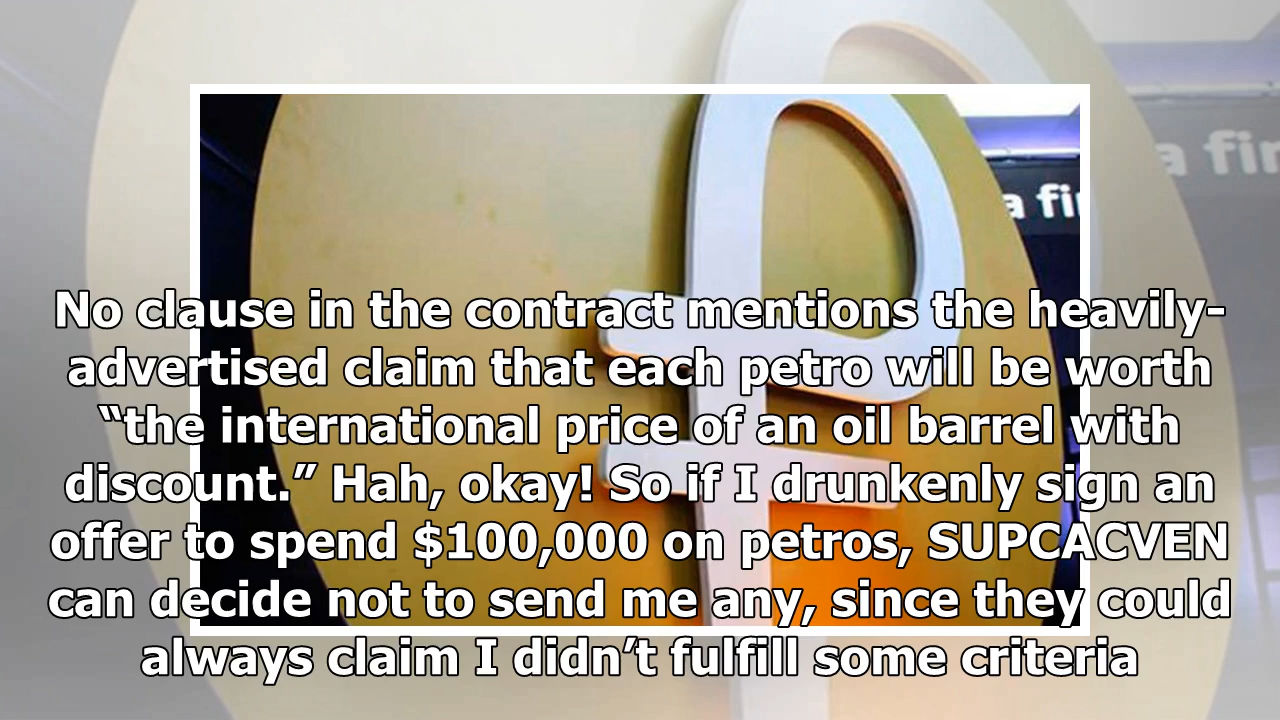 a fin
a fi
No clause in the contract mentions the heavily-
advertised claim that each petro will be worth
“the international price of an oil barrel with
discount.” Hah, okay! So if I drunkenly sign an
offer to spend $100,000 on petros, SUPCACVEN
can decide not to send me any, since they could
always claim I didn’t fulfill some criteria